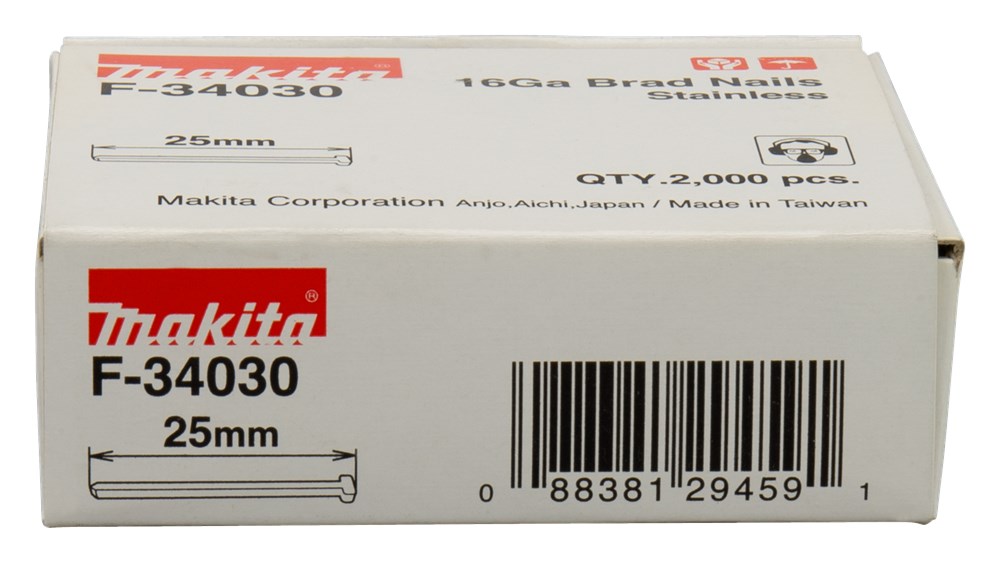 makita®
F-34030
16Ga Brad Nails
Stainless
25mm
QTY.2,000 pcs.
Makita Corporation Anjo,Aichi,Japan / Made in Taiwan
makita®
F-34030
25mm
0 88381 29459 1